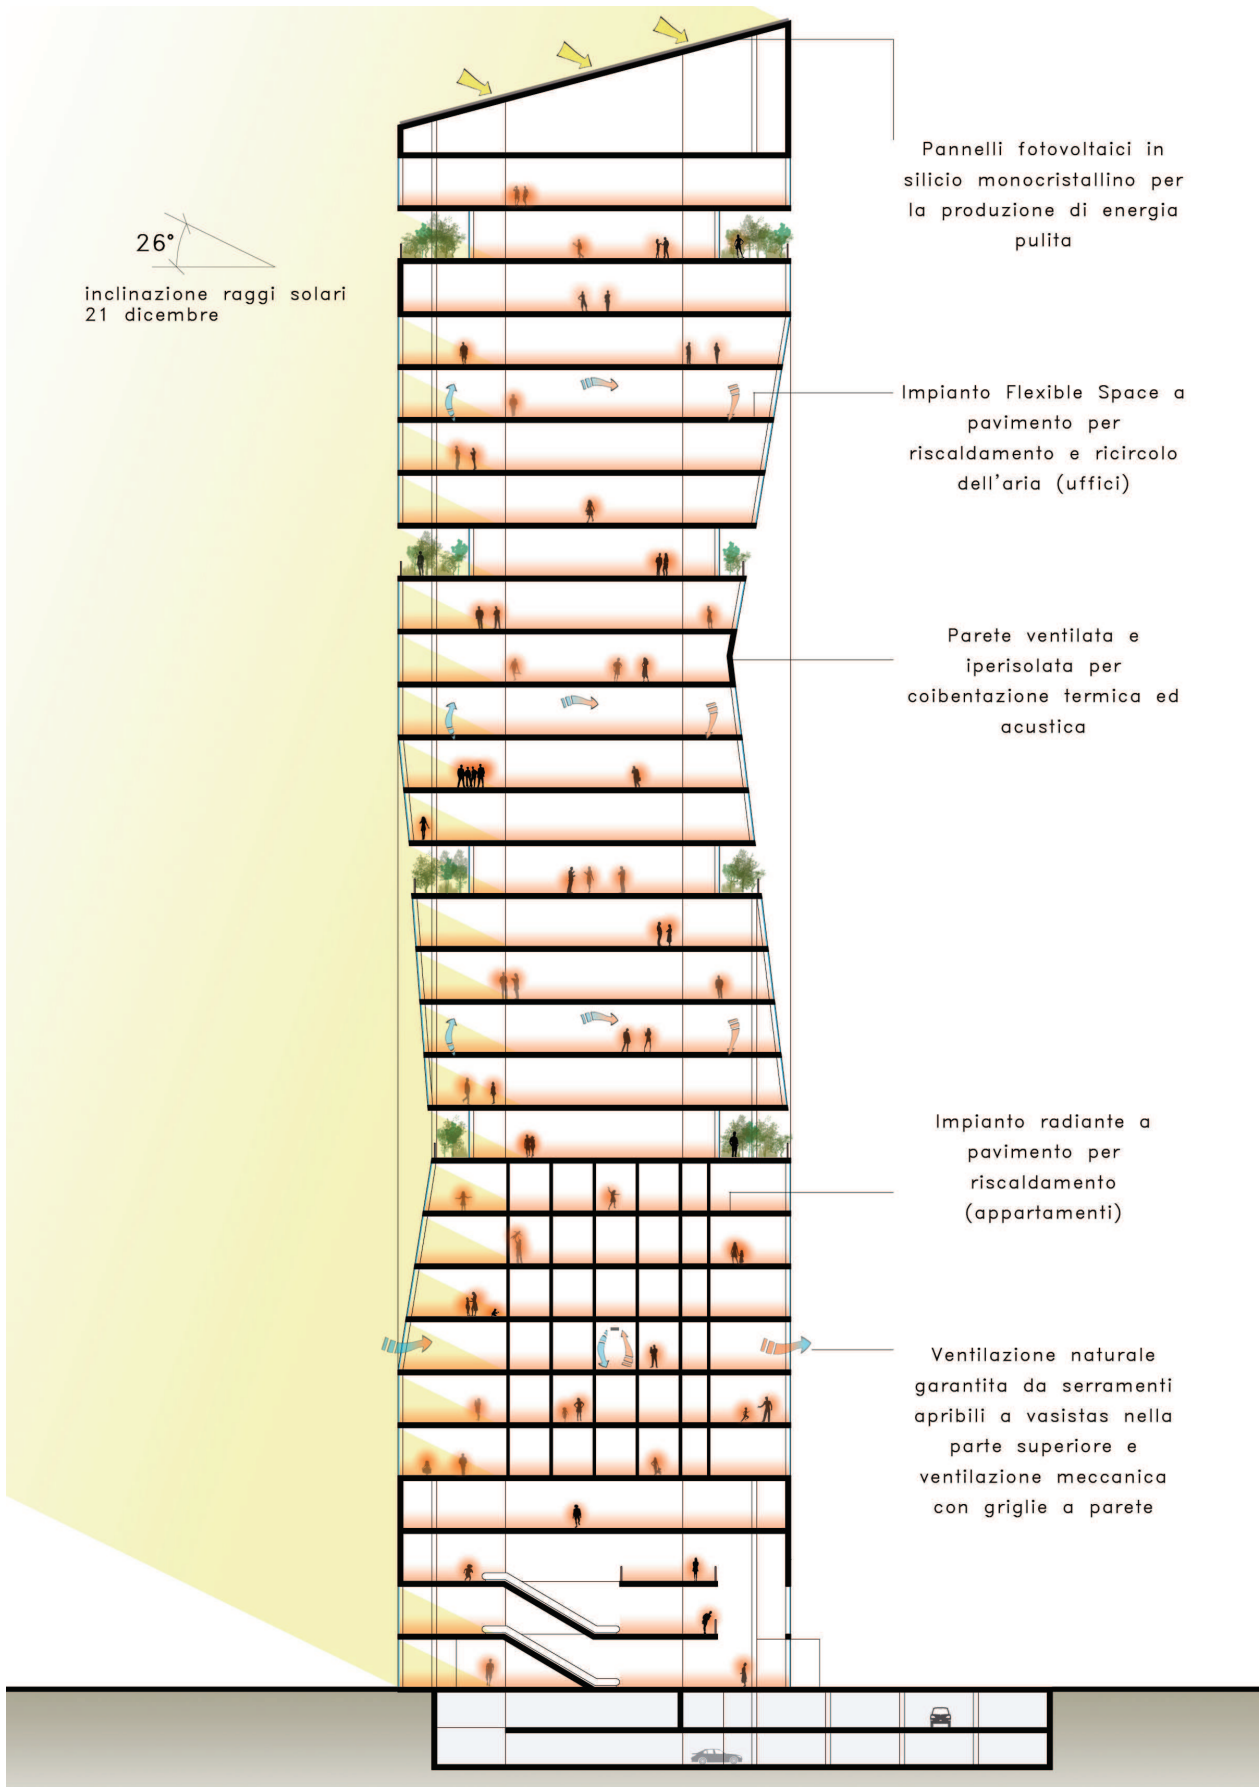 Pannelli fotovoltaici in
silicio monocristallino per
la produzione di energia
pulita
26°
inclinazione raggi solari
21 dicembre
Impianto Flexible Space a
pavimento per
riscaldamento e ricircolo
dell'aria (uffici)
Parete ventilata e
iperisolata per
coibentazione termica ed
acustica
Impianto radiante a
pavimento per
riscaldamento
(appartamenti)
Ventilazione naturale
garantita da serramenti
apribili a vasistas nella
parte superiore e
ventilazione meccanica
con griglie a parete